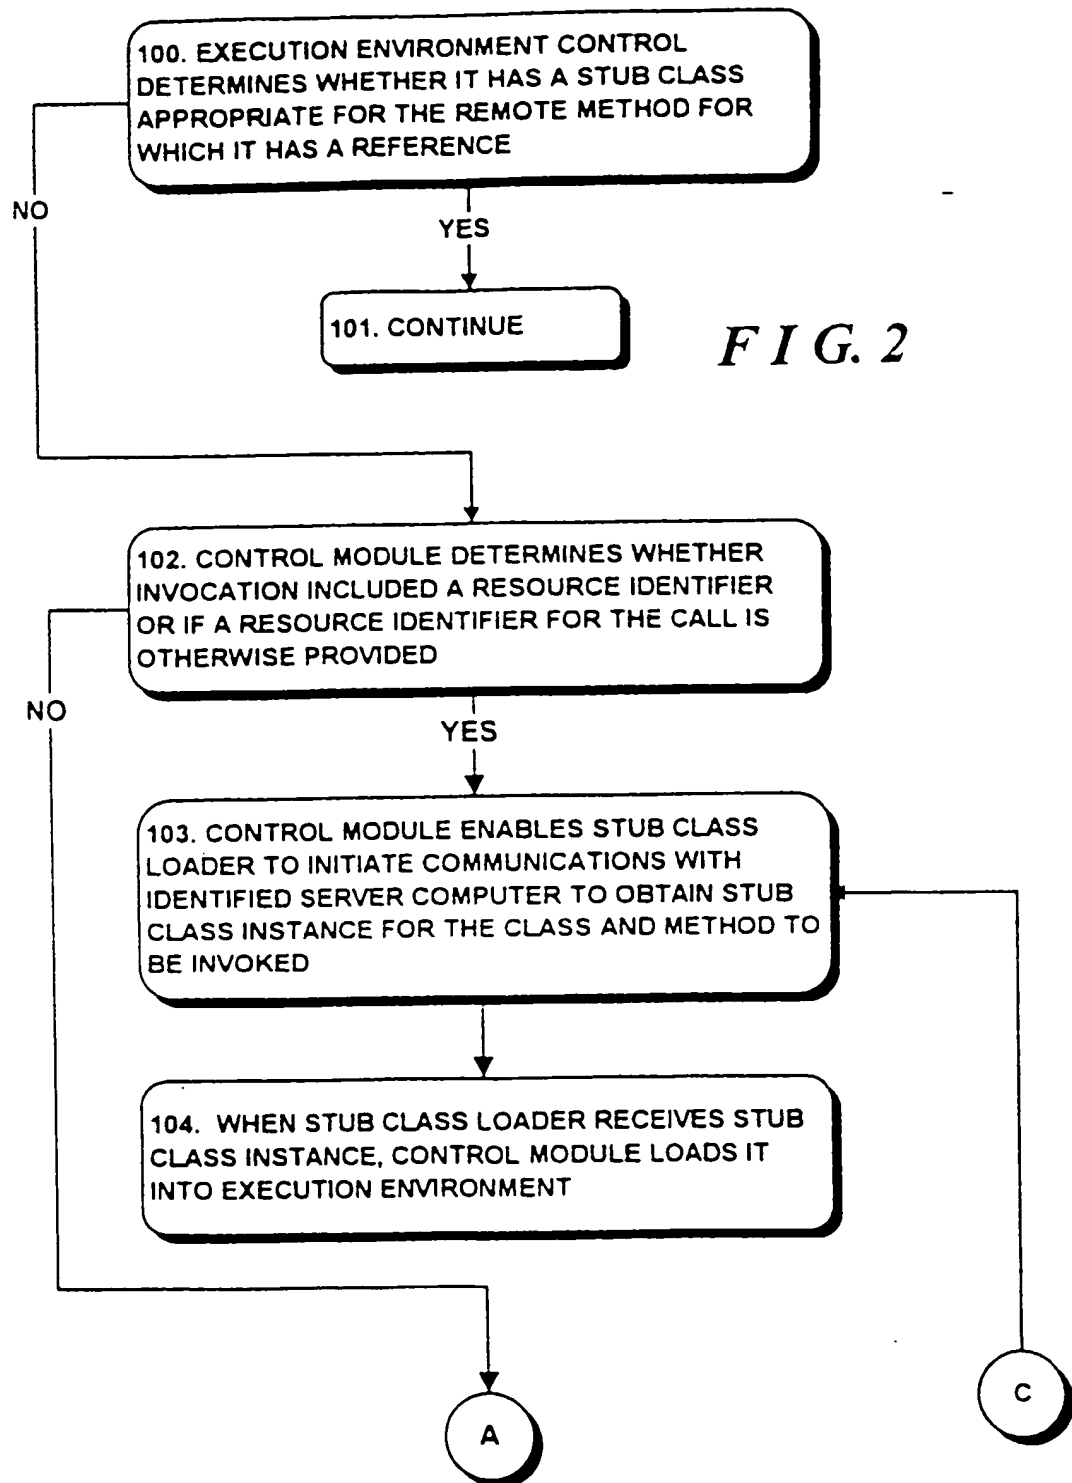 100. EXECUTION ENVIRONMENT CONTROL
DETERMINES WHETHER IT HAS A STUB CLASS
APPROPRIATE FOR THE REMOTE METHOD FOR
WHICH IT HAS A REFERENCE
NO
YES
101. CONTINUE
FIG. 2
102. CONTROL MODULE DETERMINES WHETHER
INVOCATION INCLUDED A RESOURCE IDENTIFIER
OR IF A RESOURCE IDENTIFIER FOR THE CALL IS
OTHERWISE PROVIDED
NO
YES
103. CONTROL MODULE ENABLES STUB CLASS
LOADER TO INITIATE COMMUNICATIONS WITH
IDENTIFIED SERVER COMPUTER TO OBTAIN STUB
CLASS INSTANCE FOR THE CLASS AND METHOD TO
BE INVOKED
104. WHEN STUB CLASS LOADER RECEIVES STUB
CLASS INSTANCE, CONTROL MODULE LOADS IT
INTO EXECUTION ENVIRONMENT
C
A